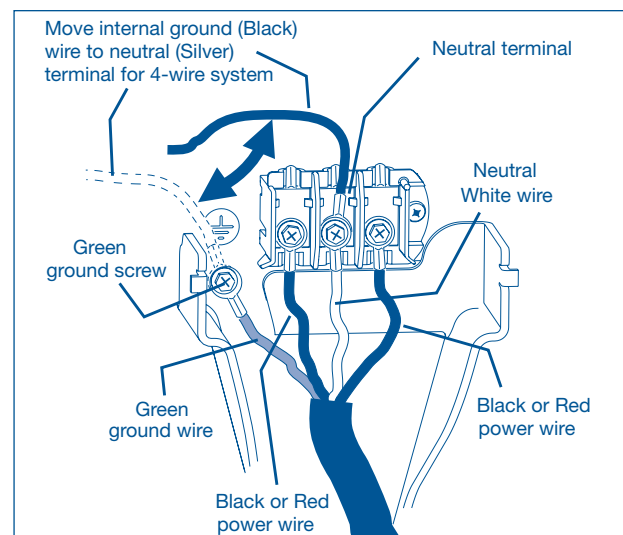 Move internal ground (Black)
wire to neutral (Silver)
terminal for 4-wire system
Neutral terminal
Neutral
White wire
Green
ground screw
Green
ground wire
Black or Red
power wire
Black or Red
power wire